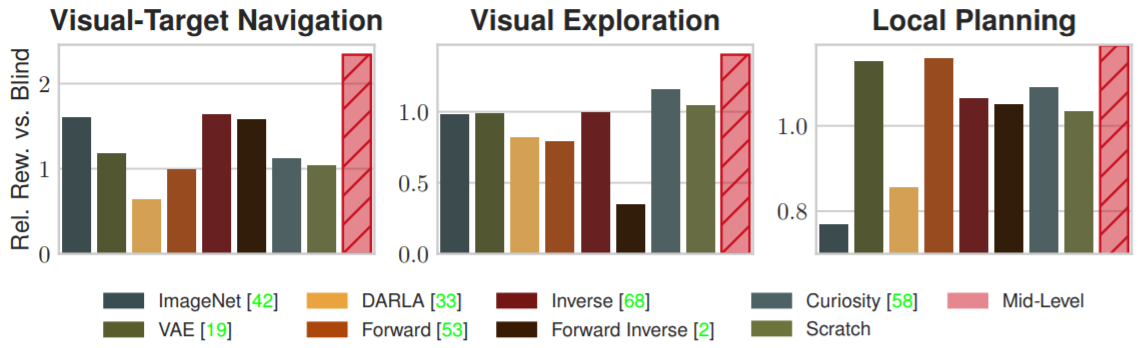 Visual-Target Navigation
Visual Exploration
Local Planning
Rel. Rew. vs. Blind
2
1
0
1.0
0.5
0.0
1.0
0.8
ImageNet [42]
DARLA [33]
Inverse [68]
Curiosity [58]
Mid-Level
VAE [19]
Forward [53]
Forward Inverse [2]
Scratch